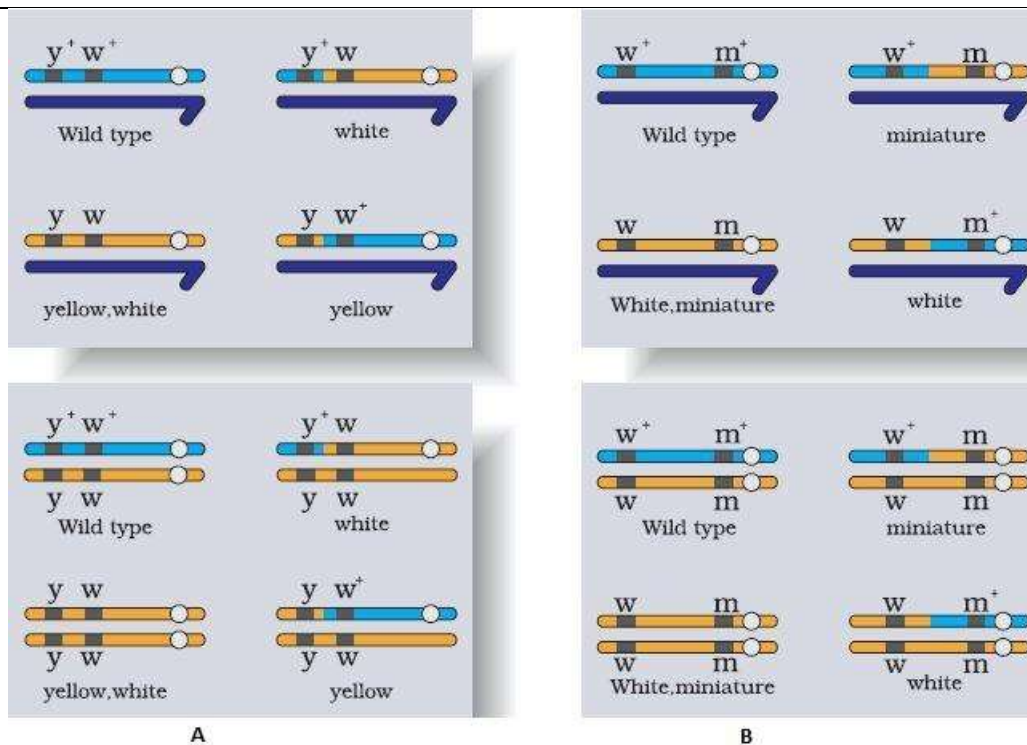 y⁺ w⁺ y⁺ w
Wild type white
y w y w⁺
yellow,white yellow
y⁺ w⁺ y⁺ w
y w y w
Wild type white
y w y w⁺
y w y w
yellow,white yellow
A
w⁺ m⁺ w⁺ m
Wild type miniature
w m w m⁺
White,miniature white
w⁺ m⁺ w⁺ m
w m w m
Wild type miniature
w m w m⁺
w m w m
White,miniature white
B